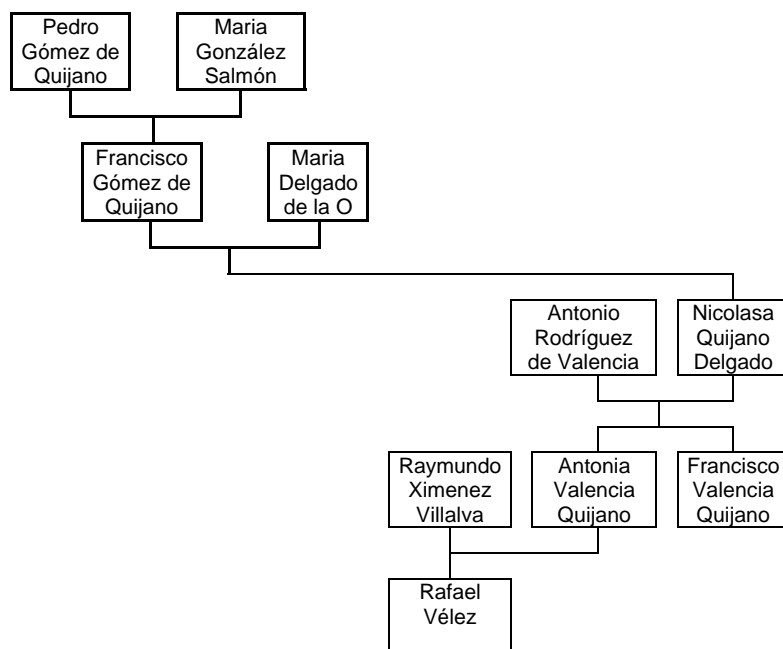 Pedro
Gómez de
Quijano
Maria
González
Salmón
Francisco
Gómez de
Quijano
Maria
Delgado
de la O
Antonio
Rodríguez
de Valencia
Nicolasa
Quijano
Delgado
Raymundo
Ximenez
Villalva
Antonia
Valencia
Quijano
Francisco
Valencia
Quijano
Rafael
Vélez